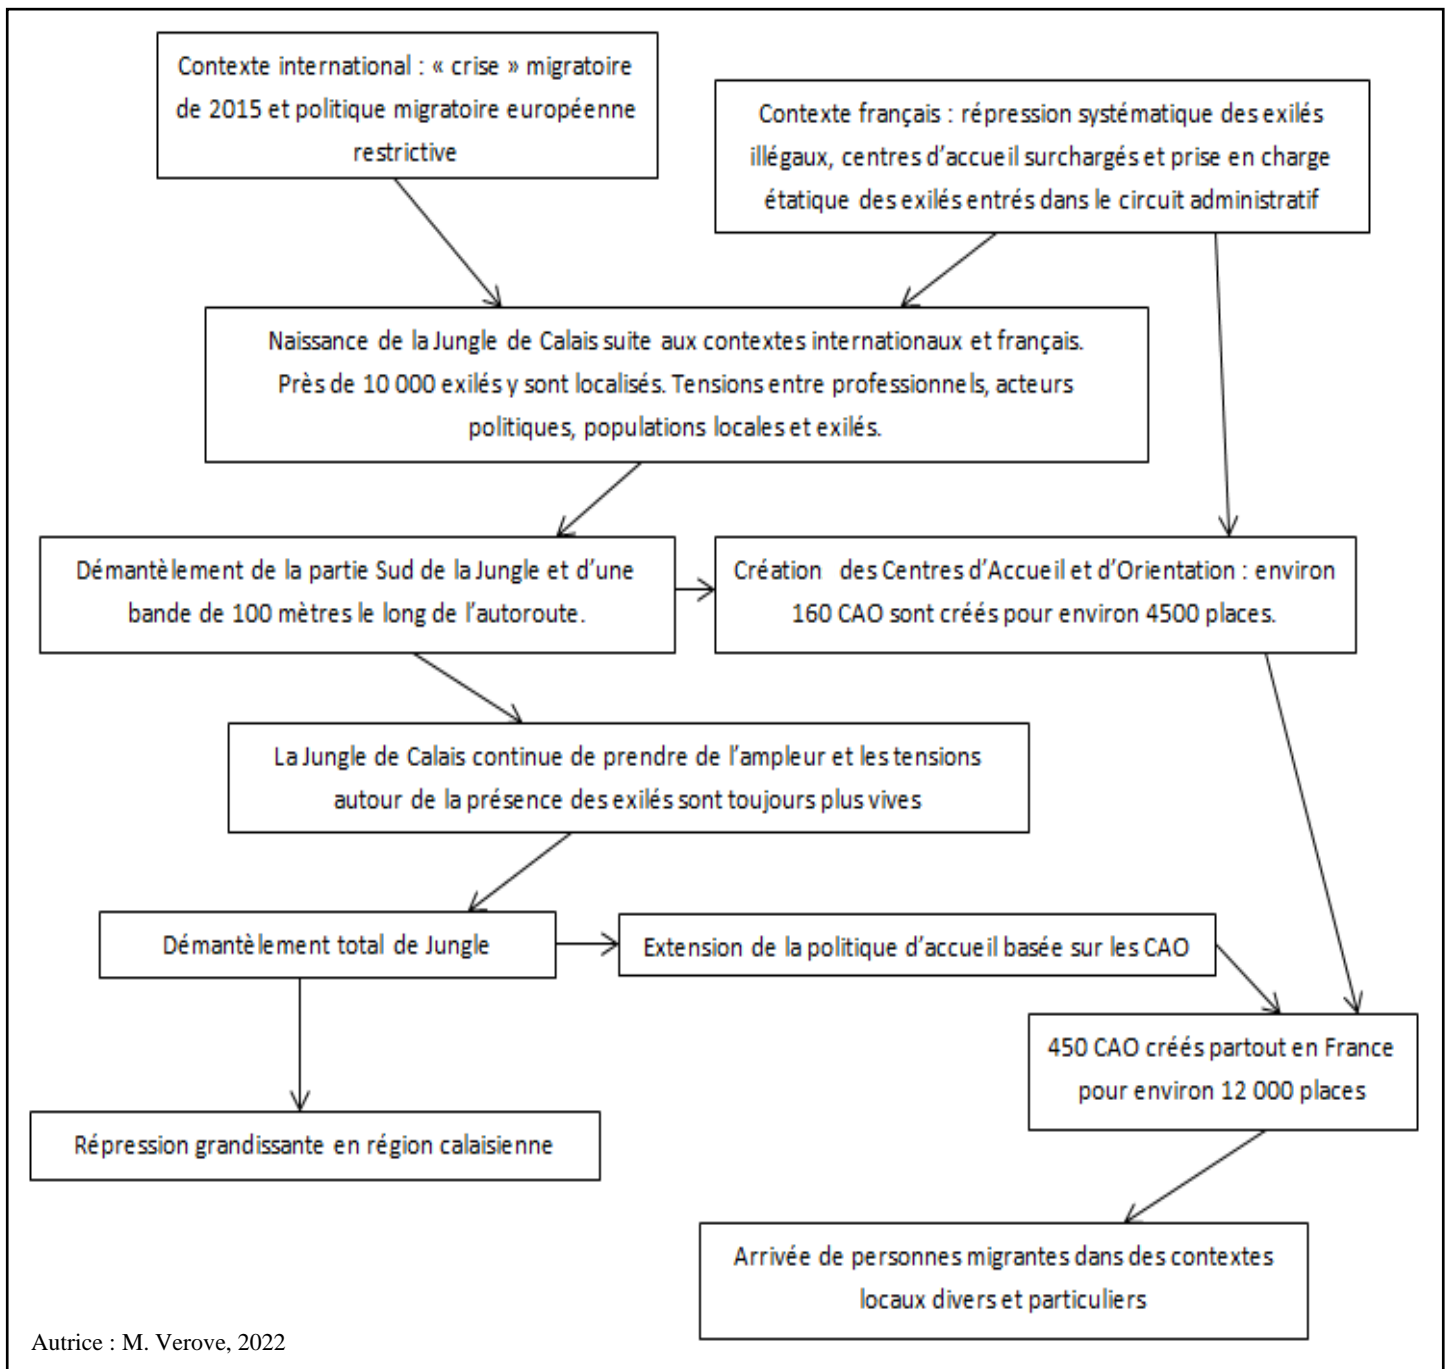 Contexte international : « crise » migratoire
de 2015 et politique migratoire européenne
restrictive
Contexte français : répression systématique des exilés
illégaux, centres d'accueil surchargés et prise en charge
étatique des exilés entrés dans le circuit administratif
Naissance de la Jungle de Calais suite aux contextes internationaux et français.
Près de 10 000 exilés y sont localisés. Tensions entre professionnels, acteurs
politiques, populations locales et exilés.
Démantèlement de la partie Sud de la Jungle et d'une
bande de 100 mètres le long de l'autoroute.
Création des Centres d'Accueil et d'Orientation : environ
160 CAO sont créés pour environ 4500 places.
La Jungle de Calais continue de prendre de l'ampleur et les tensions
autour de la présence des exilés sont toujours plus vives
Démantèlement total de Jungle
Extension de la politique d'accueil basée sur les CAO
450 CAO créés partout en France
pour environ 12 000 places
Répression grandissante en région calaisienne
Arrivée de personnes migrantes dans des contextes
locaux divers et particuliers
Autrice : M. Verove, 2022